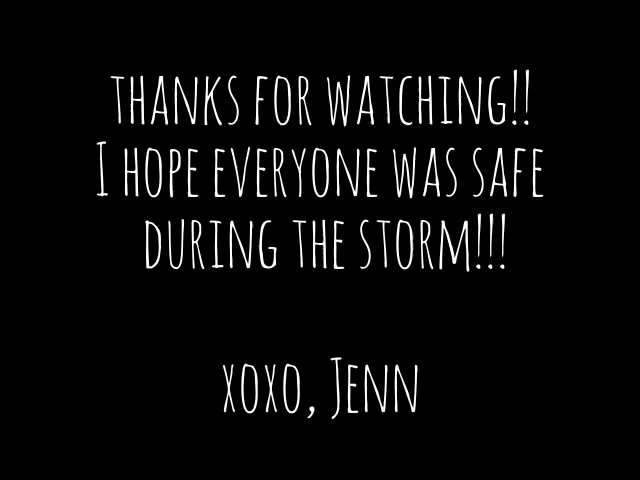 THANKS FOR WATCHING!!
I HOPE EVERYONE WAS SAFE
DURING THE STORM!!!
XOXO, JENN